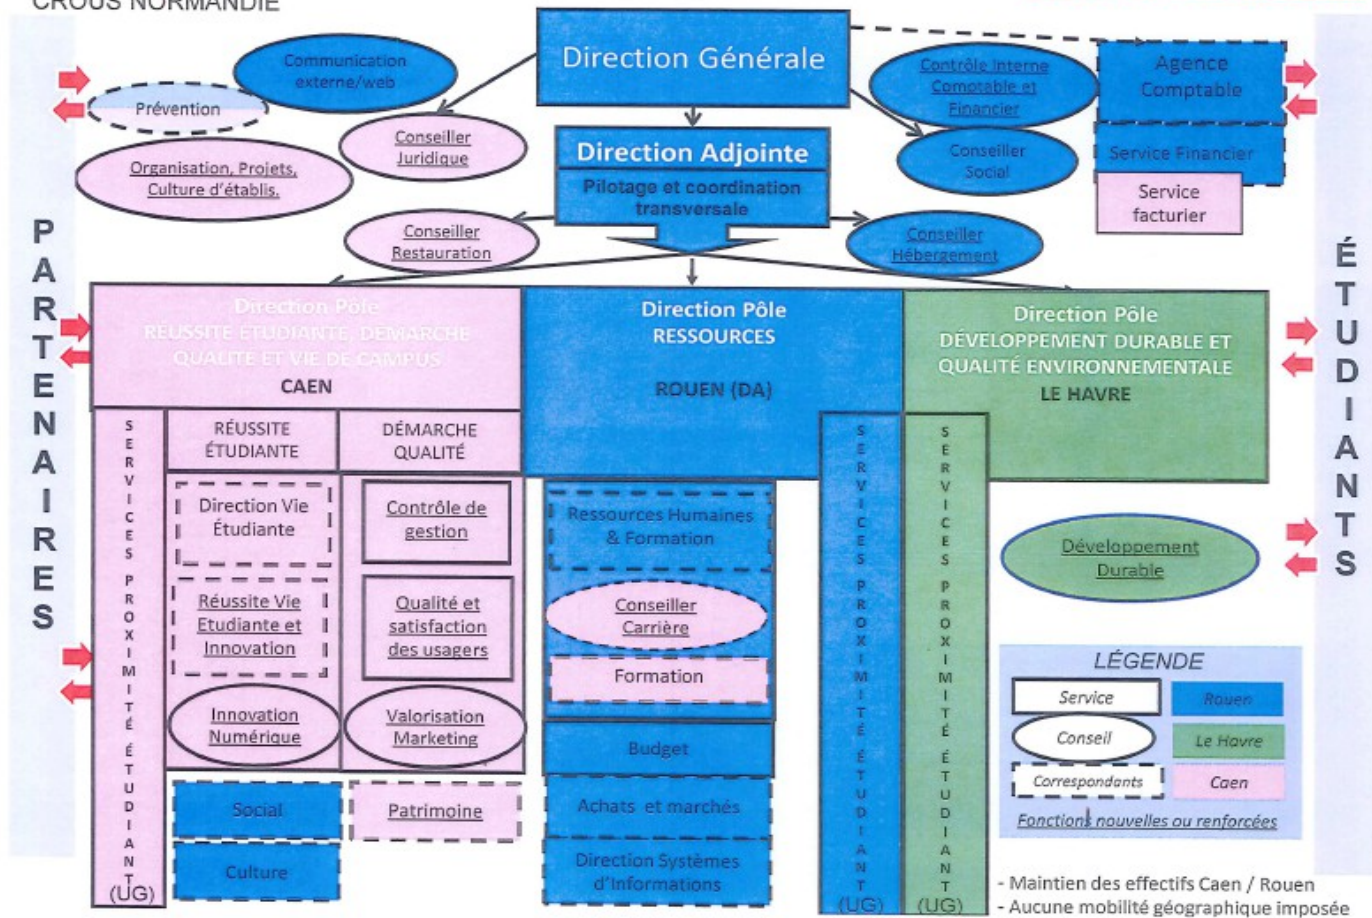 CROUS NORMANDIE
Direction Générale
Communication
externe/web
Prévention
Conseiller
Juridique
Organisation, Projets,
Culture d'établis.
Contrôle Interne
Comptable et
Financier
Conseiller
Social
Agence
Comptable
Service Financier
Service
facturier
Direction Adjointe
Pilotage et coordination
transversale
Conseiller
Restauration
Conseiller
Hébergement
PARTENAIRES
ÉTUDIANTS
Direction Pôle
RÉUSSITE ÉTUDIANTE, DEMARCHE
QUALITE ET VIE DE CAMPUS
CAEN
Direction Pôle
RESSOURCES
ROUEN (DA)
Direction Pôle
DÉVELOPPEMENT DURABLE ET
QUALITÉ ENVIRONNEMENTALE
LE HAVRE
SERVICES PROXIMITÉ ÉTUDIANT
(UG)
RÉUSSITE
ÉTUDIANTE
DÉMARCHE
QUALITÉ
Direction Vie
Étudiante
Contrôle de
gestion
Réussite Vie
Etudiante et
Innovation
Qualité et
satisfaction
des usagers
Innovation
Numérique
Valorisation
Marketing
Social
Patrimoine
Culture
Ressources Humaines
& Formation
Conseiller
Carrière
Formation
Budget
Achats et marchés
Direction Systèmes
d'Informations
SERVICES PROXIMITÉ ÉTUDIANT
(UG)
SERVICES PROXIMITÉ ÉTUDIANT
(UG)
Développement
Durable
LÉGENDE
Service
Rouen
Conseil
Le Havre
Correspondants
Caen
Fonctions nouvelles ou renforcées
- Maintien des effectifs Caen / Rouen
- Aucune mobilité géographique imposée